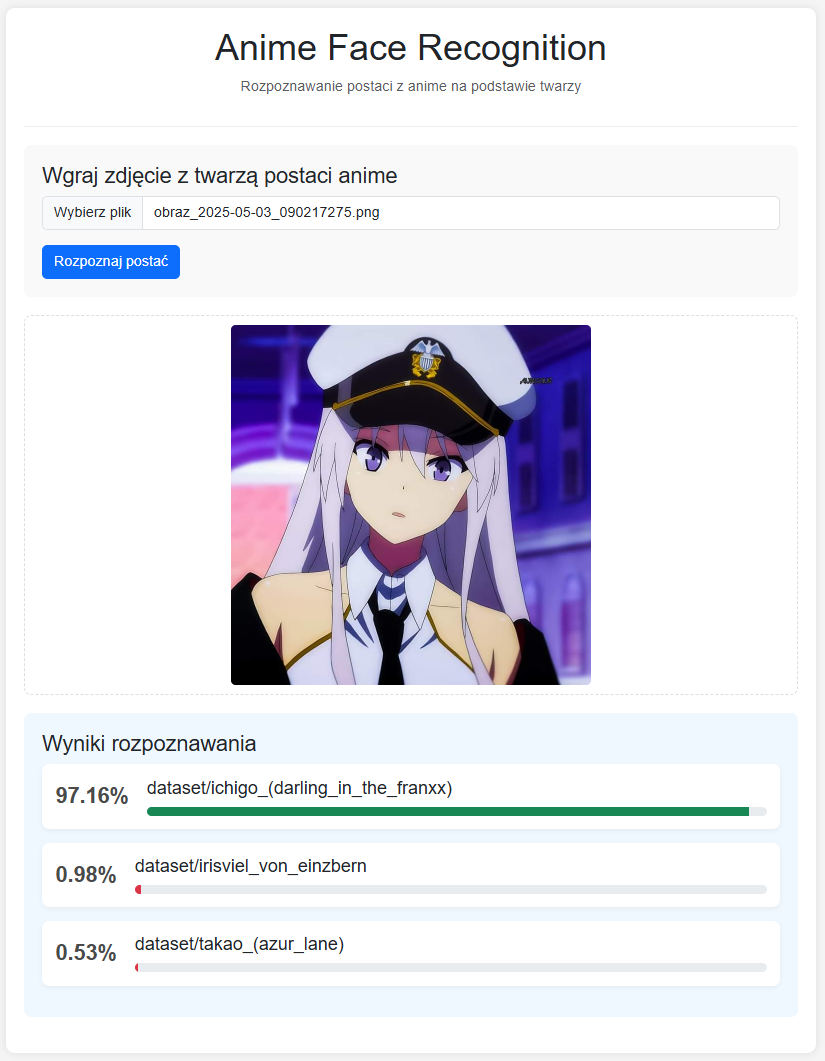 Anime Face Recognition
Rozpoznawanie postaci z anime na podstawie twarzy
Wgraj zdjęcie z twarzą postaci anime
Wybierz plik obraz_2025-05-03_090217275.png
Rozpoznaj postać
Wyniki rozpoznawania
97.16% dataset/ichigo_(darling_in_the_franxx)
0.98% dataset/irisviel_von_einzbern
0.53% dataset/takao_(azur_lane)